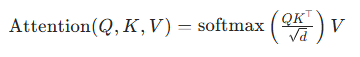 Attention(Q, K, V) = softmax(QK⊤/√d)V